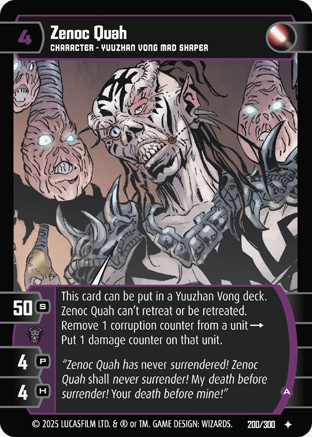 4 Zenoc Quah
CHARACTER • YUUZHAN VONG MAD SHAPER
50 S
This card can be put in a Yuuzhan Vong deck.
Zenoc Quah can't retreat or be retreated.
Remove 1 corruption counter from a unit →
Put 1 damage counter on that unit.
4 P
4 H
"Zenoc Quah has never surrendered! Zenoc
Quah shall never surrender! My death before
surrender! Your death before mine!"
A
© 2025 LUCASFILM LTD. & ® OR TM. GAME DESIGN: WIZARDS. 200/300